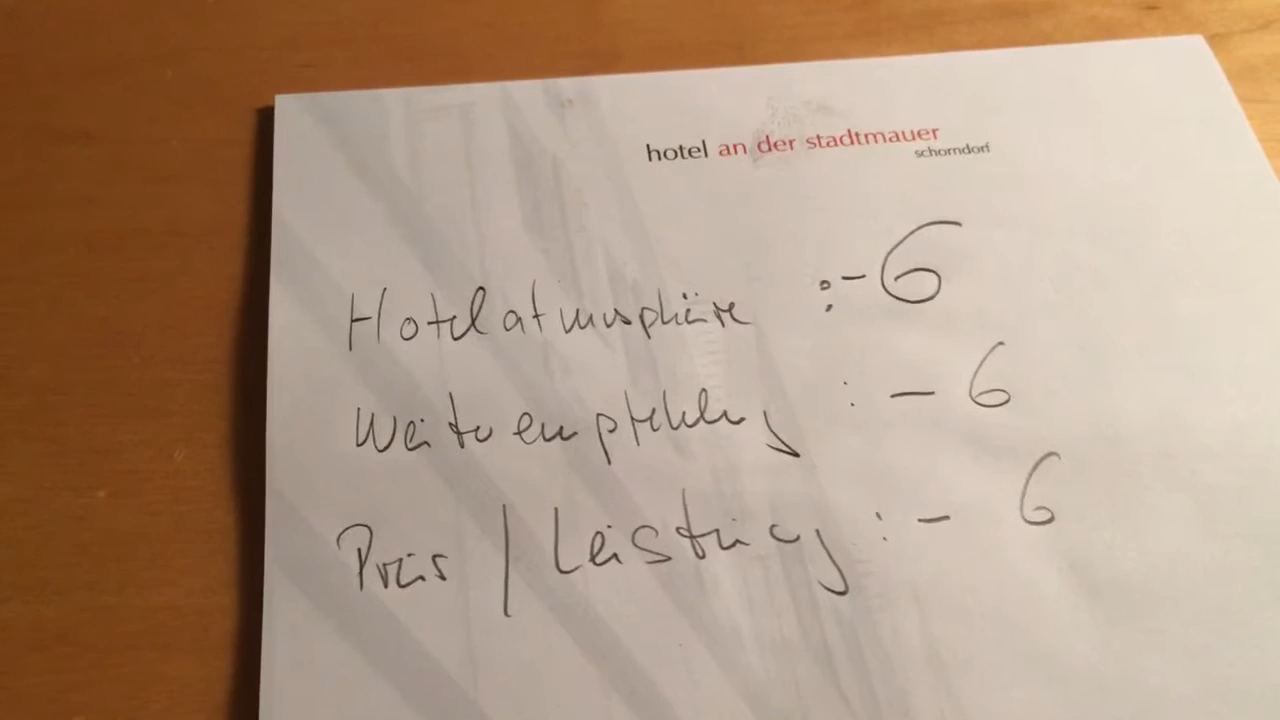 hotel an der stadtmauer
schorndorf
Hotelatmosphäre : - 6
Weiterempfehlung : - 6
Preis / Leistung : - 6